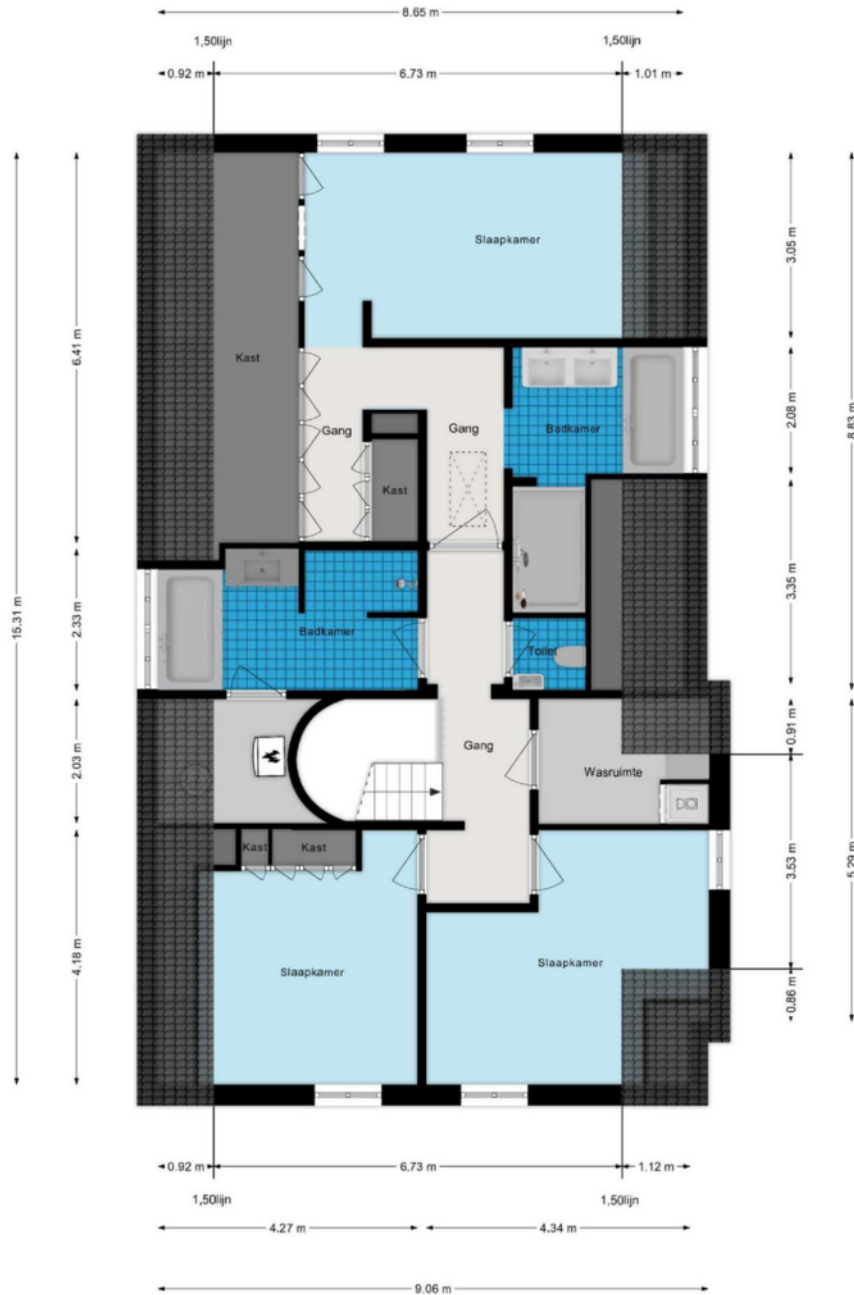 8.65 m
1,50lijn
1,50lijn
0.92 m
6.73 m
1.01 m
Slaapkamer
3.05 m
6.41 m
Kast
Gang
Gang
Badkamer
2.08 m
8.83 m
Kast
3.35 m
15.31 m
2.33 m
Badkamer
Toilet
0.91 m
2.03 m
Gang
Wasruimte
Kast
Kast
3.53 m
5.29 m
4.18 m
Slaapkamer
Slaapkamer
0.86 m
0.92 m
6.73 m
1.12 m
1,50lijn
1,50lijn
4.27 m
4.34 m
9.06 m